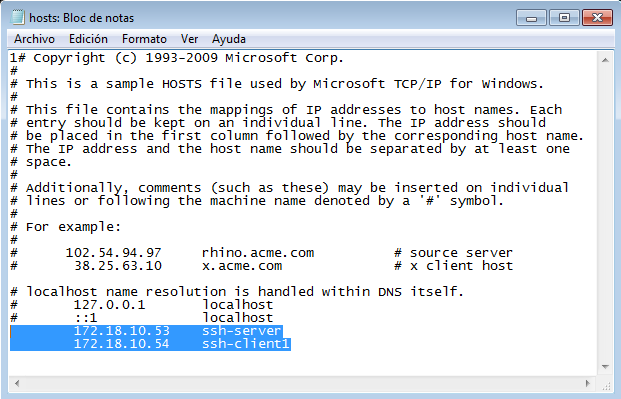 hosts: Bloc de notas
Archivo Edición Formato Ver Ayuda
1# Copyright (c) 1993-2009 Microsoft Corp.
#
# This is a sample HOSTS file used by Microsoft TCP/IP for Windows.
#
# This file contains the mappings of IP addresses to host names. Each
# entry should be kept on an individual line. The IP address should
# be placed in the first column followed by the corresponding host name.
# The IP address and the host name should be separated by at least one
# space.
#
# Additionally, comments (such as these) may be inserted on individual
# lines or following the machine name denoted by a '#' symbol.
#
# For example:
#
#      102.54.94.97     rhino.acme.com          # source server
#       38.25.63.10     x.acme.com              # x client host
# localhost name resolution is handled within DNS itself.
#       127.0.0.1       localhost
#       ::1             localhost
        172.18.10.53    ssh-server
        172.18.10.54    ssh-client1